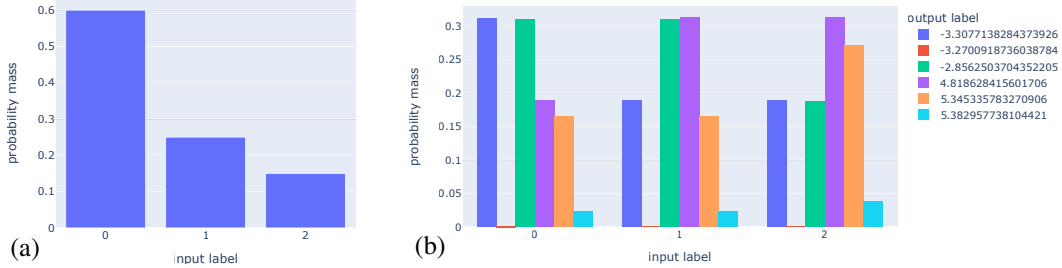 0.6
0.5
0.4
0.3
0.2
0.1
0
probability mass
0 1 2
input label
(a)
0.3
0.25
0.2
0.15
0.1
0.05
0
probability mass
0 1 2
input label
(b)
output label
-3.3077138284373926
-3.2700918736038784
-2.8562503704352205
4.818628415601706
5.345335783270906
5.382957738104421